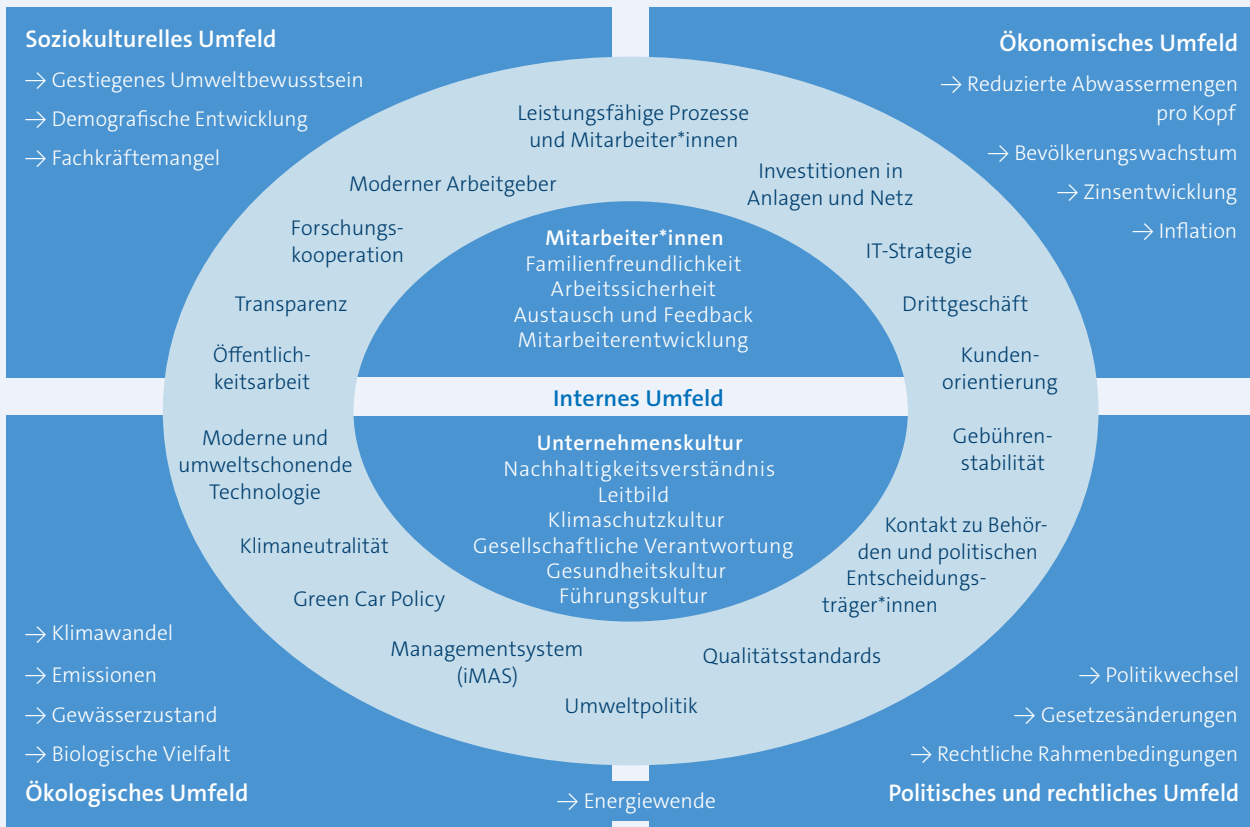 Soziokulturelles Umfeld
→ Gestiegenes Umweltbewusstsein
→ Demografische Entwicklung
→ Fachkräftemangel
Ökonomisches Umfeld
→ Reduzierte Abwassermengen
pro Kopf
→ Bevölkerungswachstum
→ Zinsentwicklung
→ Inflation
Leistungsfähige Prozesse
und Mitarbeiter*innen
Investitionen in
Anlagen und Netz
IT-Strategie
Drittgeschäft
Kunden-
orientierung
Gebühren-
stabilität
Kontakt zu Behör-
den und politischen
Entscheidungs-
träger*innen
Qualitätsstandards
Umweltpolitik
Managementsystem
(iMAS)
Green Car Policy
Klimaneutralität
Moderne und
umweltschonende
Technologie
Öffentlich-
keitsarbeit
Transparenz
Forschungs-
kooperation
Moderner Arbeitgeber
Mitarbeiter*innen
Familienfreundlichkeit
Arbeitssicherheit
Austausch und Feedback
Mitarbeiterentwicklung
Internes Umfeld
Unternehmenskultur
Nachhaltigkeitsverständnis
Leitbild
Klimaschutzkultur
Gesellschaftliche Verantwortung
Gesundheitskultur
Führungskultur
→ Klimawandel
→ Emissionen
→ Gewässerzustand
→ Biologische Vielfalt
Ökologisches Umfeld
→ Energiewende
→ Politikwechsel
→ Gesetzesänderungen
→ Rechtliche Rahmenbedingungen
Politisches und rechtliches Umfeld